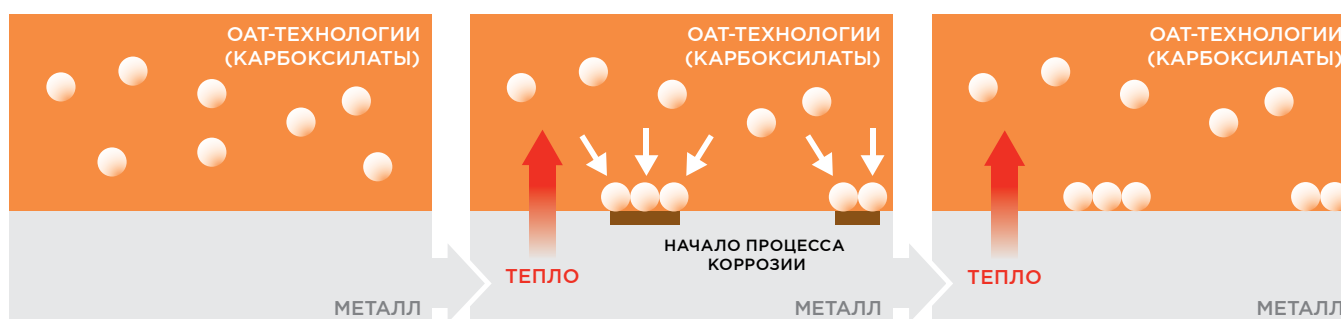 ОАТ-ТЕХНОЛОГИИ
(КАРБОКСИЛАТЫ)
МЕТАЛЛ
ОАТ-ТЕХНОЛОГИИ
(КАРБОКСИЛАТЫ)
НАЧАЛО ПРОЦЕССА
КОРРОЗИИ
ТЕПЛО
МЕТАЛЛ
ОАТ-ТЕХНОЛОГИИ
(КАРБОКСИЛАТЫ)
ТЕПЛО
МЕТАЛЛ